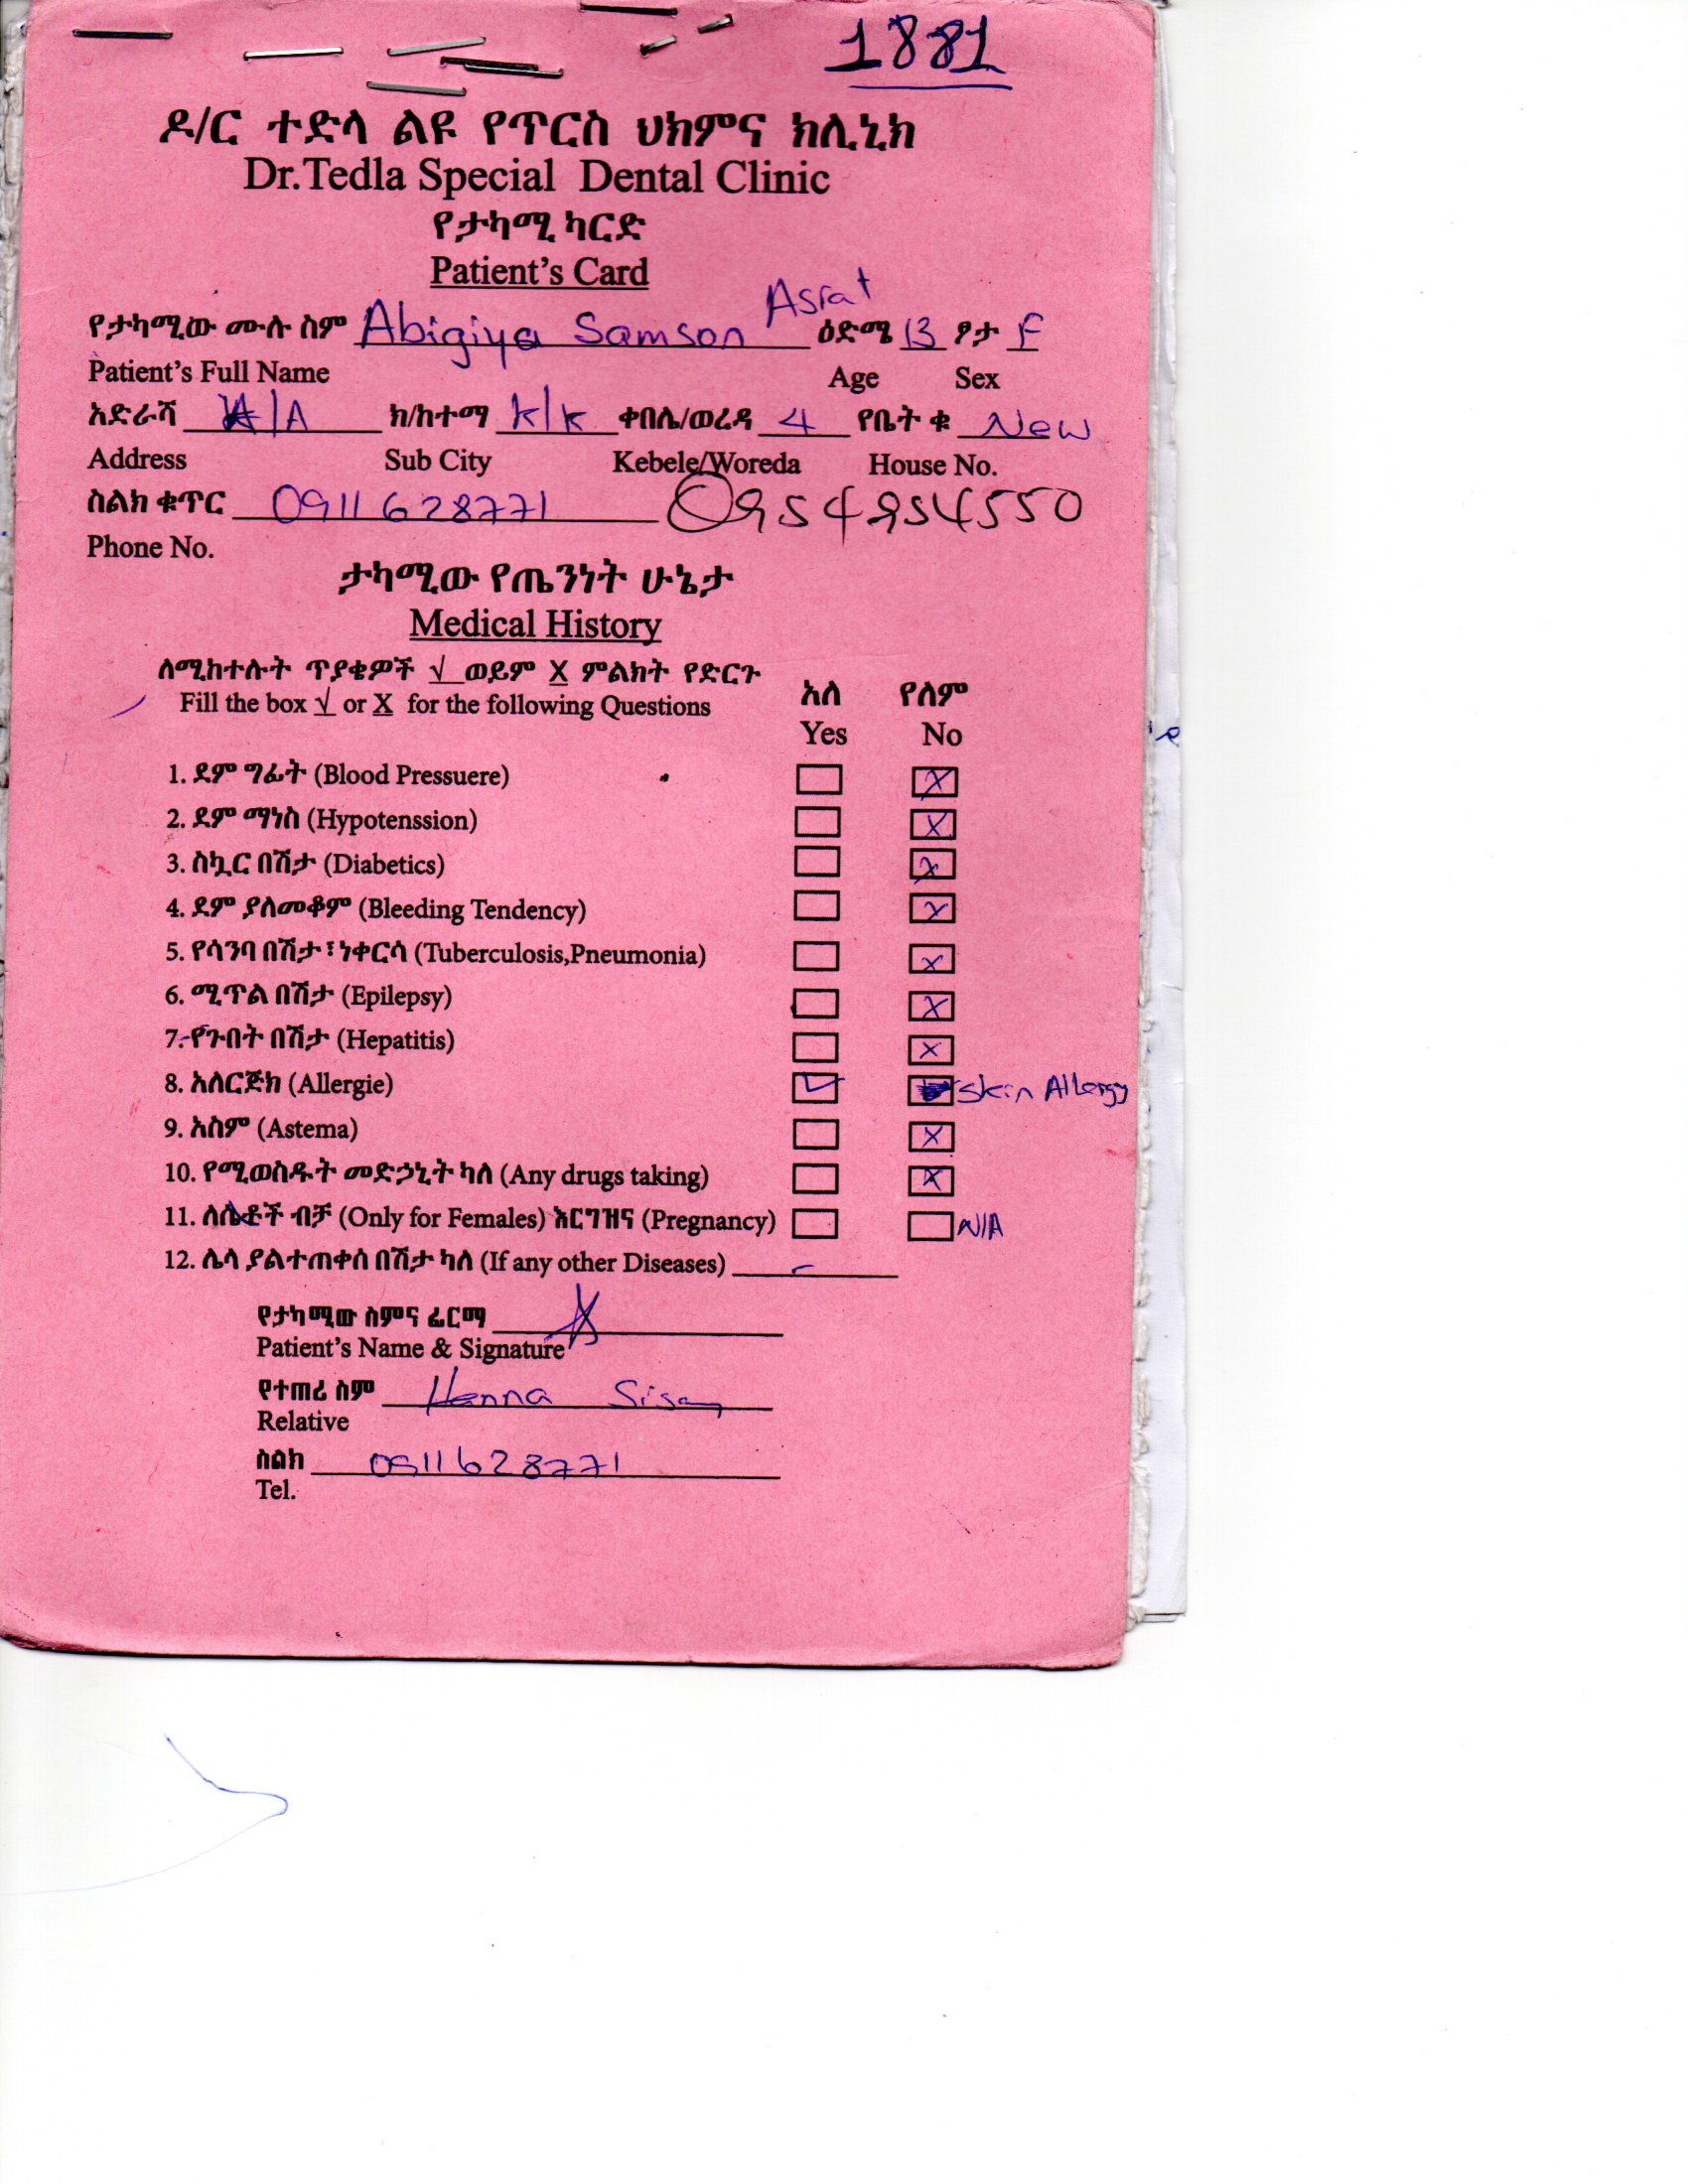 1881
ዶ/ር ተድላ ልዩ የጥርስ ህክምና ክሊኒክ
Dr.Tedla Special Dental Clinic
የታካሚ ካርድ
Patient's Card
Asrat
የታካሚው ሙሉ ስም Abigiya Samson ዕድሜ 13 ፆታ F
Patient's Full Name Age Sex
አድራሻ A/A ክ/ከተማ k/k ቀበሌ/ወረዳ 4 የቤት ቁ New
Address Sub City Kebele/Woreda House No.
ስልክ ቁጥር 0911628771 0954954550
Phone No.
ታካሚው የጤንነት ሁኔታ
Medical History
ለሚከተሉት ጥያቄዎች √ ወይም X ምልክት የድርጉ
Fill the box √ or X for the following Questions
አለ የለም
Yes No
1. ደም ግፊት (Blood Pressuere) X
2. ደም ማነስ (Hypotenssion) X
3. ስኳር በሽታ (Diabetics) X
4. ደም ያለመቆም (Bleeding Tendency) X
5. የሳንባ በሽታ፣ነቀርሳ (Tuberculosis,Pneumonia) X
6. ሚጥል በሽታ (Epilepsy) X
7. የጉበት በሽታ (Hepatitis) X
8. አለርጅክ (Allergie) ✓ skin Allergy
9. አስም (Astema) X
10. የሚወስዱት መድኃኒት ካለ (Any drugs taking) X
11. ለሴቶች ብቻ (Only for Females) እርግዝና (Pregnancy) N/A
12. ሌላ ያልተጠቀሰ በሽታ ካለ (If any other Diseases) -
የታካሚው ስምና ፊርማ
Patient's Name & Signature
የተጠሪ ስም Henna
Relative
ስልክ 0911628771
Tel.